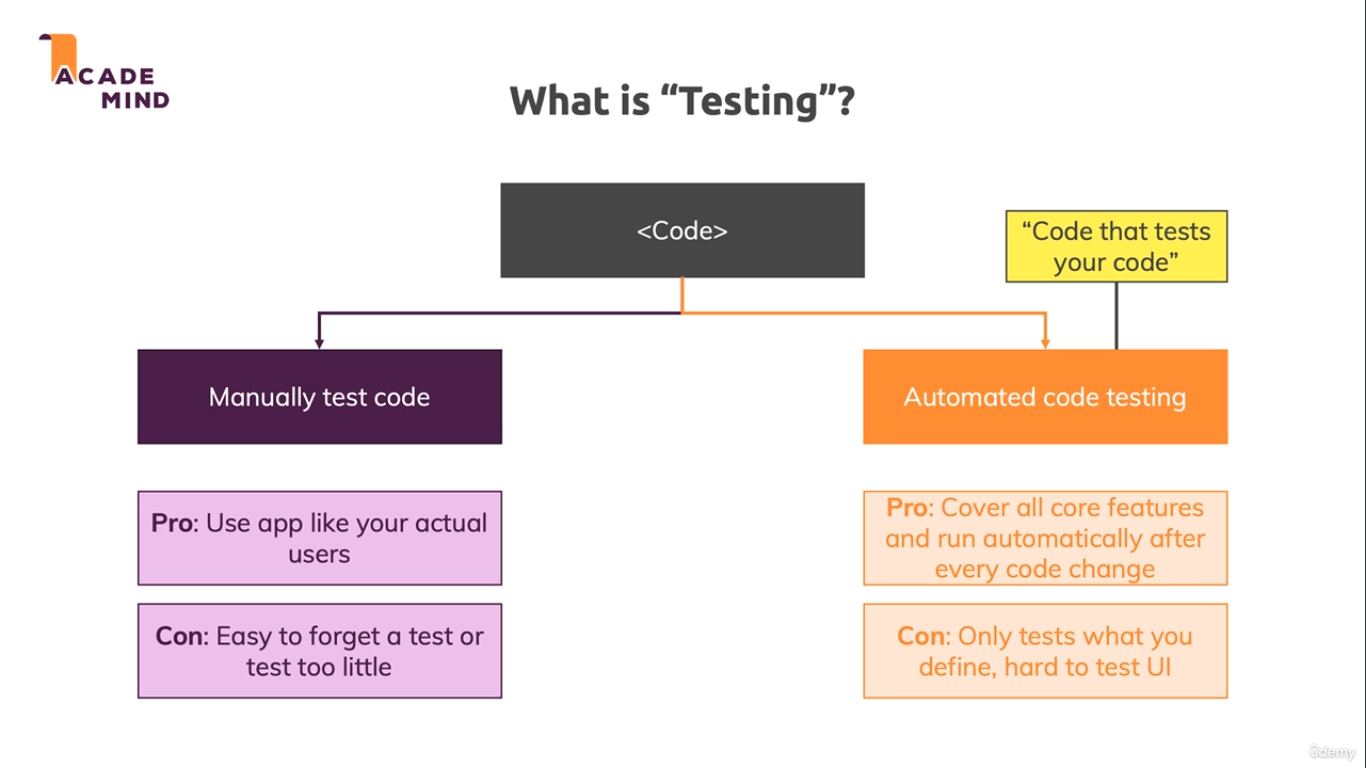 ACADE
MIND
What is “Testing”?
<Code>
“Code that tests
your code”
Manually test code
Automated code testing
Pro: Use app like your actual
users
Pro: Cover all core features
and run automatically after
every code change
Con: Easy to forget a test or
test too little
Con: Only tests what you
define, hard to test UI
ûdemy